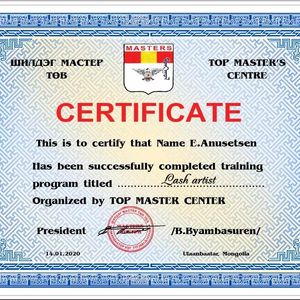 MASTERS
ШИЛДЭГ МАСТЕР ТӨВ
TOP MASTER'S CENTRE
CERTIFICATE
This is to certify that Name E.Anusetsen
Has been successfully completed training
program titled Lash artist
Organized by TOP MASTER CENTER
President /B.Byambasuren/
14.01.2020 Ulaanbaatar, Mongolia